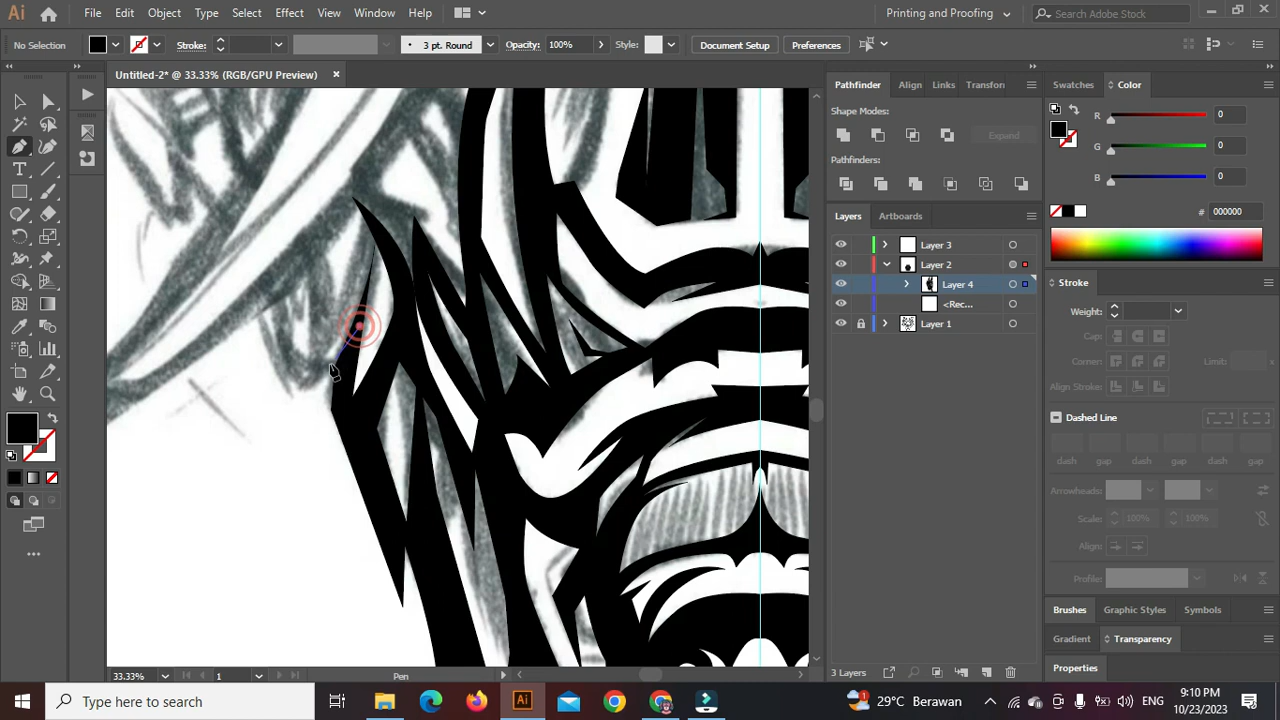 Ai File Edit Object Type Select Effect View Window Help Printing and Proofing Search Adobe Stock
No Selection Stroke: 3 pt. Round Opacity: 100% Style: Document Setup Preferences
Untitled-2* @ 33.33% (RGB/GPU Preview) ×
Pathfinder Align Links Transfon
Shape Modes:
Expand
Pathfinders:
Swatches Color
R 0
G 0
B 0
# 000000
Layers Artboards
Layer 3
Layer 2
Layer 4
<Rec...
Layer 1
Stroke
Weight:
Cap:
Corner: Limit:
Align Stroke:
Dashed Line
dash gap dash gap dash gap
Arrowheads:
Scale: 100% 100%
Align:
Profile:
Brushes Graphic Styles Symbols
Gradient Transparency
Properties
3 Layers
33.33% 1 Pen
Type here to search
Ai
1
29°C Berawan
ENG
9:10 PM
10/23/2023